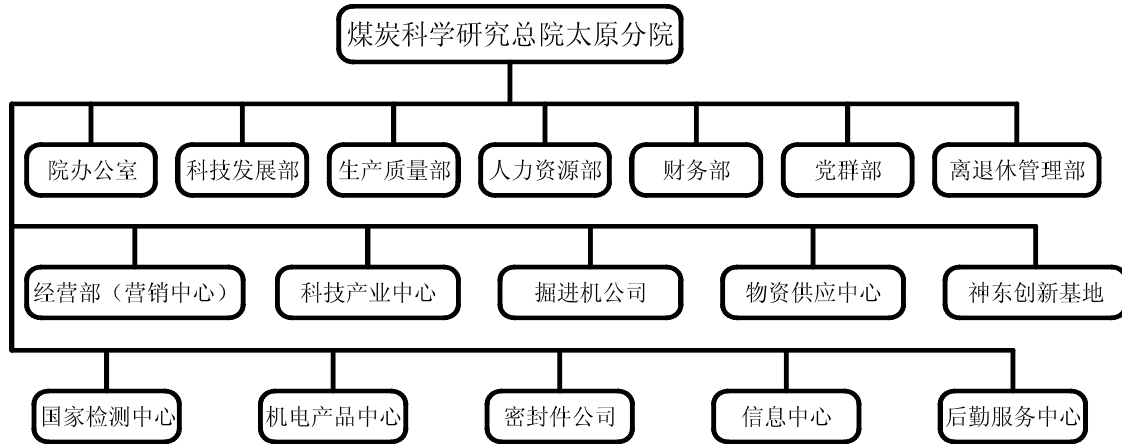 煤炭科学研究总院太原分院
院办公室 科技发展部 生产质量部 人力资源部 财务部 党群部 离退休管理部
经营部（营销中心） 科技产业中心 掘进机公司 物资供应中心 神东创新基地
国家检测中心 机电产品中心 密封件公司 信息中心 后勤服务中心